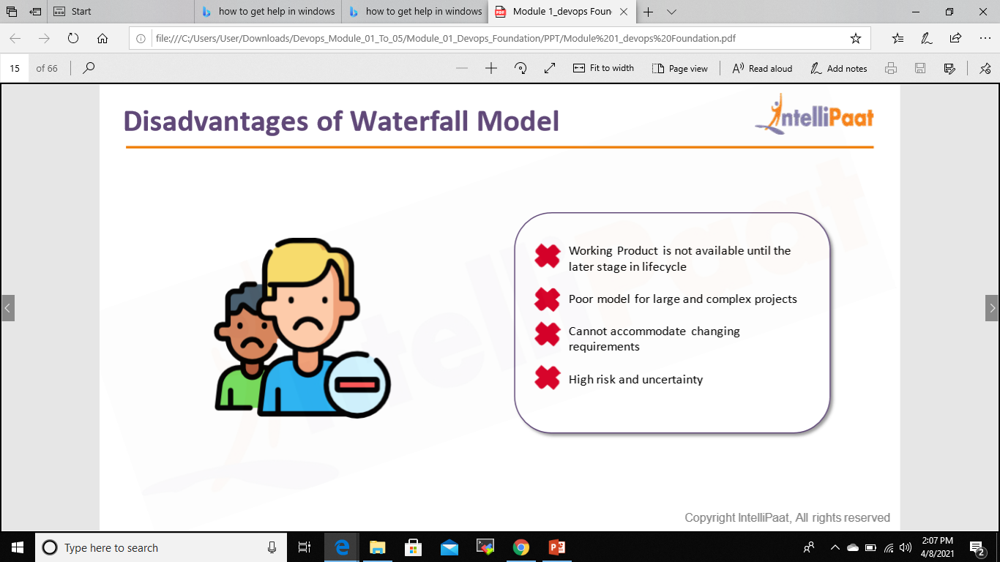 Start
how to get help in windows
how to get help in windows
Module 1_devops Foun
file:///C:/Users/User/Downloads/Devops_Module_01_To_05/Module_01_Devops_Foundation/PPT/Module%201_devops%20Foundation.pdf
15 of 66
Fit to width
Page view
Read aloud
Add notes
Disadvantages of Waterfall Model
IntelliPaat
Working Product is not available until the
later stage in lifecycle
Poor model for large and complex projects
Cannot accommodate changing
requirements
High risk and uncertainty
IntelliPaat
Copyright IntelliPaat, All rights reserved
Type here to search
2:07 PM
4/8/2021
2